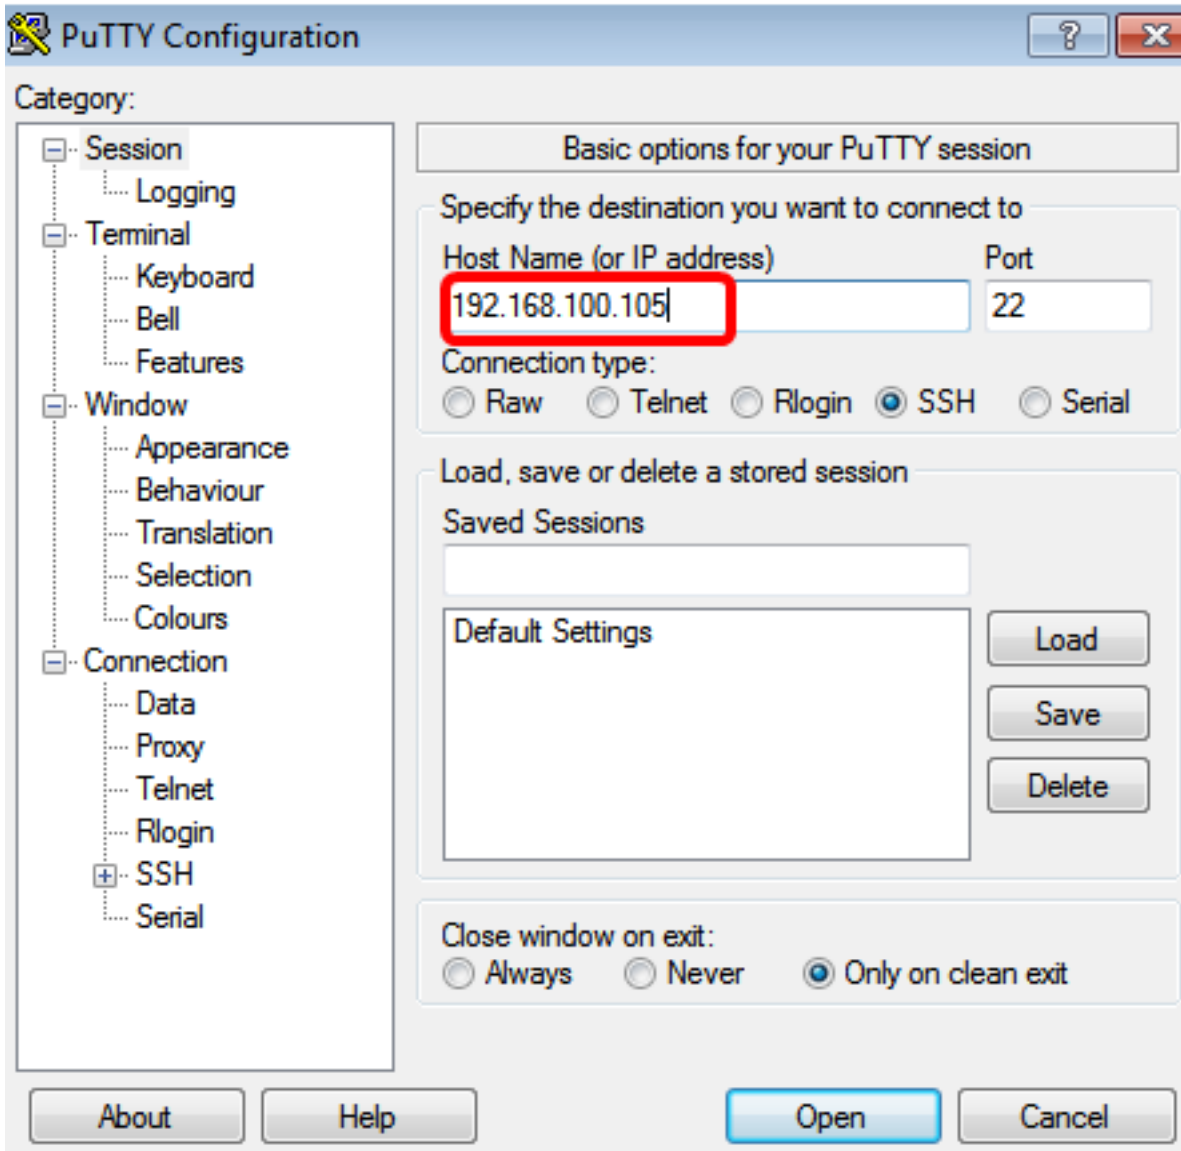 PuTTY Configuration
?
Category:
Session
Logging
Terminal
Keyboard
Bell
Features
Window
Appearance
Behaviour
Translation
Selection
Colours
Connection
Data
Proxy
Telnet
Rlogin
SSH
Serial
Basic options for your PuTTY session
Specify the destination you want to connect to
Host Name (or IP address) Port
192.168.100.105 22
Connection type:
Raw Telnet Rlogin SSH Serial
Load, save or delete a stored session
Saved Sessions
Default Settings
Load
Save
Delete
Close window on exit:
Always Never Only on clean exit
About Help Open Cancel